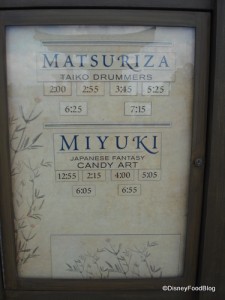 MATSURIZA
TAIKO DRUMMERS
2:00 2:55 3:45 5:25
6:25 7:15
MIYUKI
JAPANESE FANTASY
CANDY ART
12:55 2:15 4:00 5:05
6:05 6:55
©DisneyFoodBlog